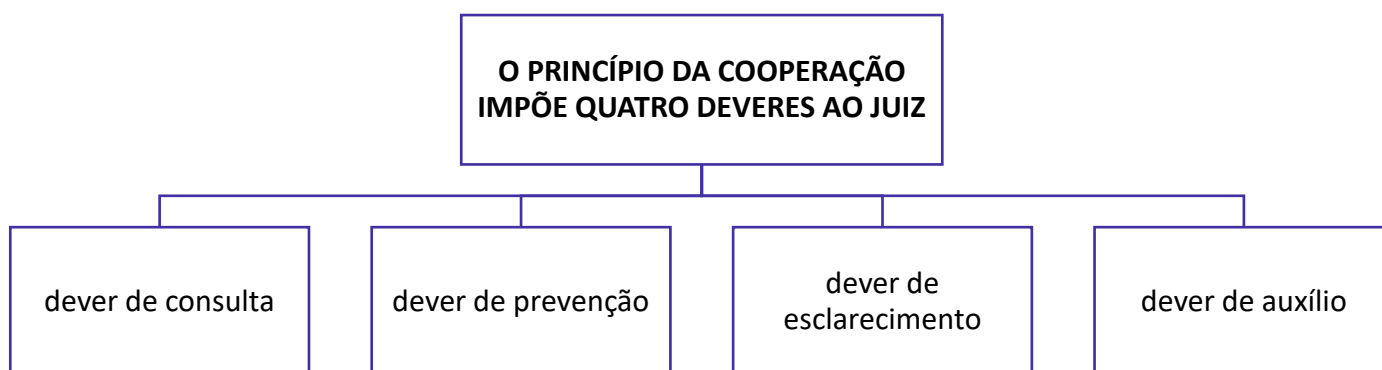 O PRINCÍPIO DA COOPERAÇÃO
IMPÕE QUATRO DEVERES AO JUIZ
dever de consulta
dever de prevenção
dever de
esclarecimento
dever de auxílio